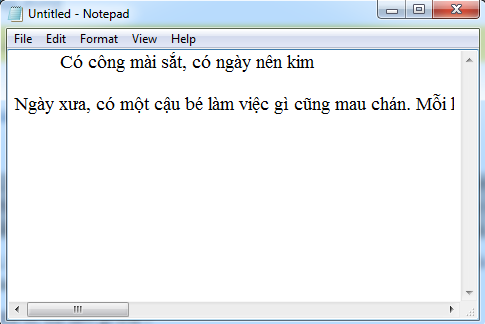 Untitled - Notepad
File Edit Format View Help
Có công mài sắt, có ngày nên kim
Ngày xưa, có một cậu bé làm việc gì cũng mau chán. Mỗi